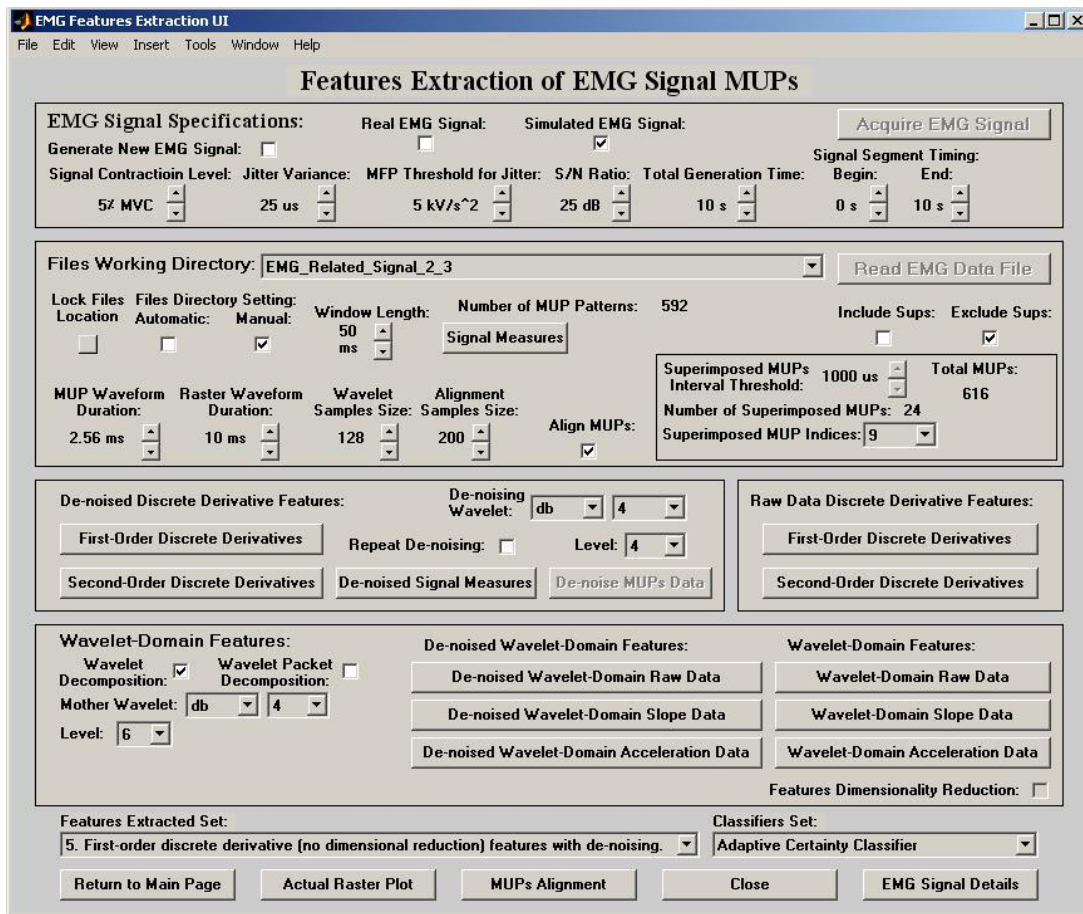 EMG Features Extraction UI
File Edit View Insert Tools Window Help
Features Extraction of EMG Signal MUPs
EMG Signal Specifications: Real EMG Signal: Simulated EMG Signal: Acquire EMG Signal
Generate New EMG Signal:
Signal Segment Timing:
Signal Contractioin Level: Jitter Variance: MFP Threshold for Jitter: S/N Ratio: Total Generation Time: Begin: End:
5% MVC 25 us 5 kV/s^2 25 dB 10 s 0 s 10 s
Files Working Directory: EMG_Related_Signal_2_3 Read EMG Data File
Lock Files Location
Files Directory Setting:
Automatic: Manual:
Window Length:
50 ms
Number of MUP Patterns: 592
Signal Measures
Include Sups: Exclude Sups:
Superimposed MUPs Interval Threshold: 1000 us
Total MUPs:
616
Number of Superimposed MUPs: 24
Superimposed MUP Indices: 9
MUP Waveform Duration:
2.56 ms
Raster Waveform Duration:
10 ms
Wavelet Samples Size:
128
Alignment Samples Size:
200
Align MUPs:
De-noised Discrete Derivative Features:
De-noising Wavelet: db 4
First-Order Discrete Derivatives
Repeat De-noising: Level: 4
Second-Order Discrete Derivatives De-noised Signal Measures De-noise MUPs Data
Raw Data Discrete Derivative Features:
First-Order Discrete Derivatives
Second-Order Discrete Derivatives
Wavelet-Domain Features:
Wavelet Decomposition:
Wavelet Packet Decomposition:
Mother Wavelet: db 4
Level: 6
De-noised Wavelet-Domain Features:
De-noised Wavelet-Domain Raw Data
De-noised Wavelet-Domain Slope Data
De-noised Wavelet-Domain Acceleration Data
Wavelet-Domain Features:
Wavelet-Domain Raw Data
Wavelet-Domain Slope Data
Wavelet-Domain Acceleration Data
Features Dimensionality Reduction:
Features Extracted Set: Classifiers Set:
5. First-order discrete derivative (no dimensional reduction) features with de-noising. Adaptive Certainty Classifier
Return to Main Page Actual Raster Plot MUPs Alignment Close EMG Signal Details